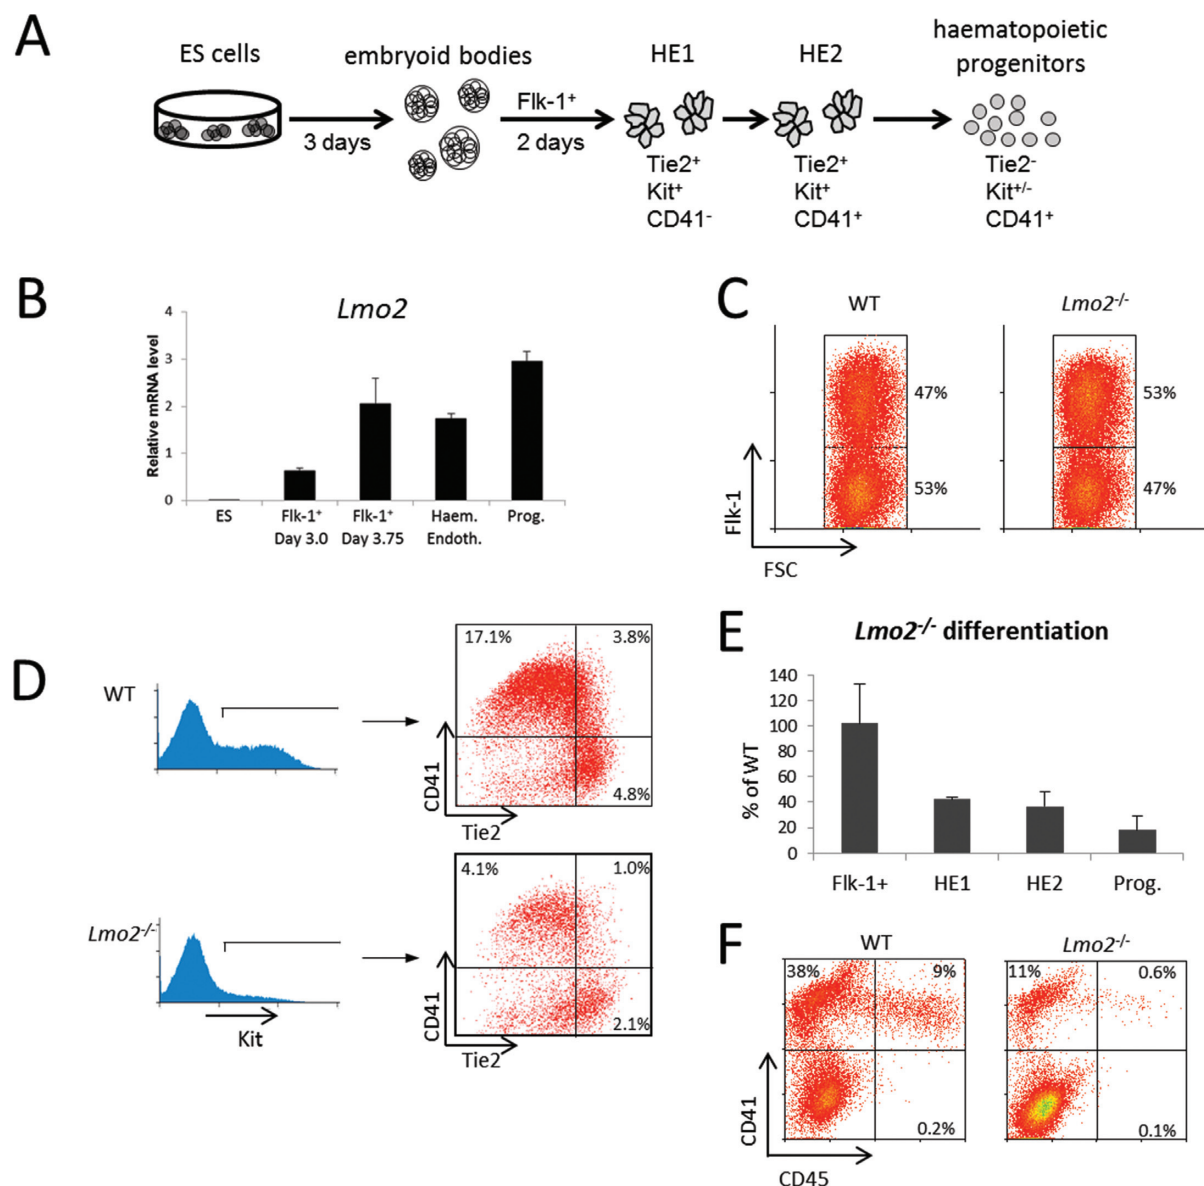 A
ES cells
embryoid bodies
HE1
HE2
haematopoietic
progenitors
3 days
Flk-1⁺
2 days
Tie2⁺
Kit⁺
CD41⁻
Tie2⁺
Kit⁺
CD41⁺
Tie2⁻
Kit⁺/⁻
CD41⁺
B
Lmo2
Relative mRNA level
4
3
2
1
0
ES
Flk-1⁺
Day 3.0
Flk-1⁺
Day 3.75
Haem.
Endoth.
Prog.
C
WT
Lmo2⁻/⁻
47%
53%
53%
47%
Flk-1
FSC
D
WT
17.1%
3.8%
4.8%
CD41
Tie2
Lmo2⁻/⁻
Kit
4.1%
1.0%
2.1%
CD41
Tie2
E
Lmo2⁻/⁻ differentiation
% of WT
140
120
100
80
60
40
20
0
Flk-1+
HE1
HE2
Prog.
F
WT
Lmo2⁻/⁻
38%
9%
0.2%
11%
0.6%
0.1%
CD41
CD45